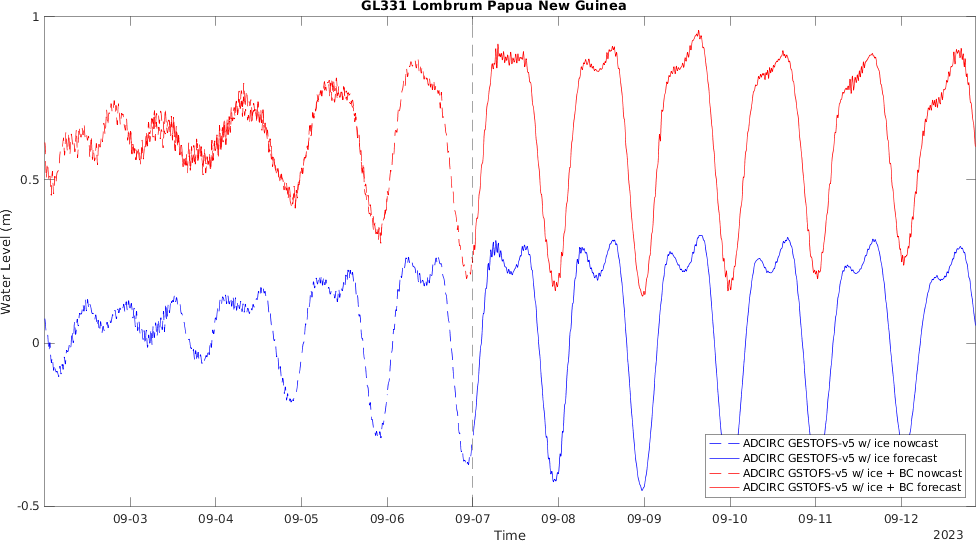 GL331 Lombrum Papua New Guinea
1
0.5
0
-0.5
Water Level (m)
ADCIRC GESTOFS-v5 w/ ice nowcast
ADCIRC GESTOFS-v5 w/ ice forecast
ADCIRC GSTOFS-v5 w/ ice + BC nowcast
ADCIRC GSTOFS-v5 w/ ice + BC forecast
09-03 09-04 09-05 09-06 09-07 09-08 09-09 09-10 09-11 09-12
Time
2023